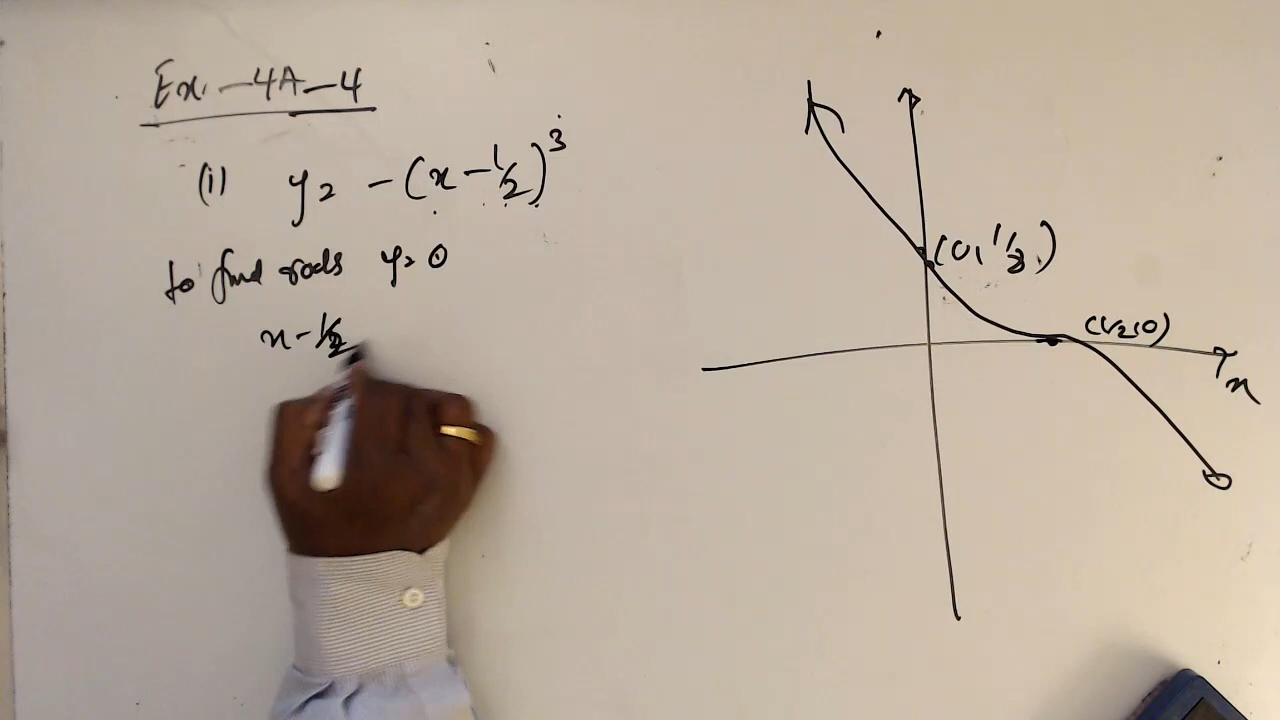 Ex. - 4A - 4
(i) y = -(x - 1/2)^3
to find roots y = 0
x - 1/2
(0, 1/8)
(1/2, 0)
x